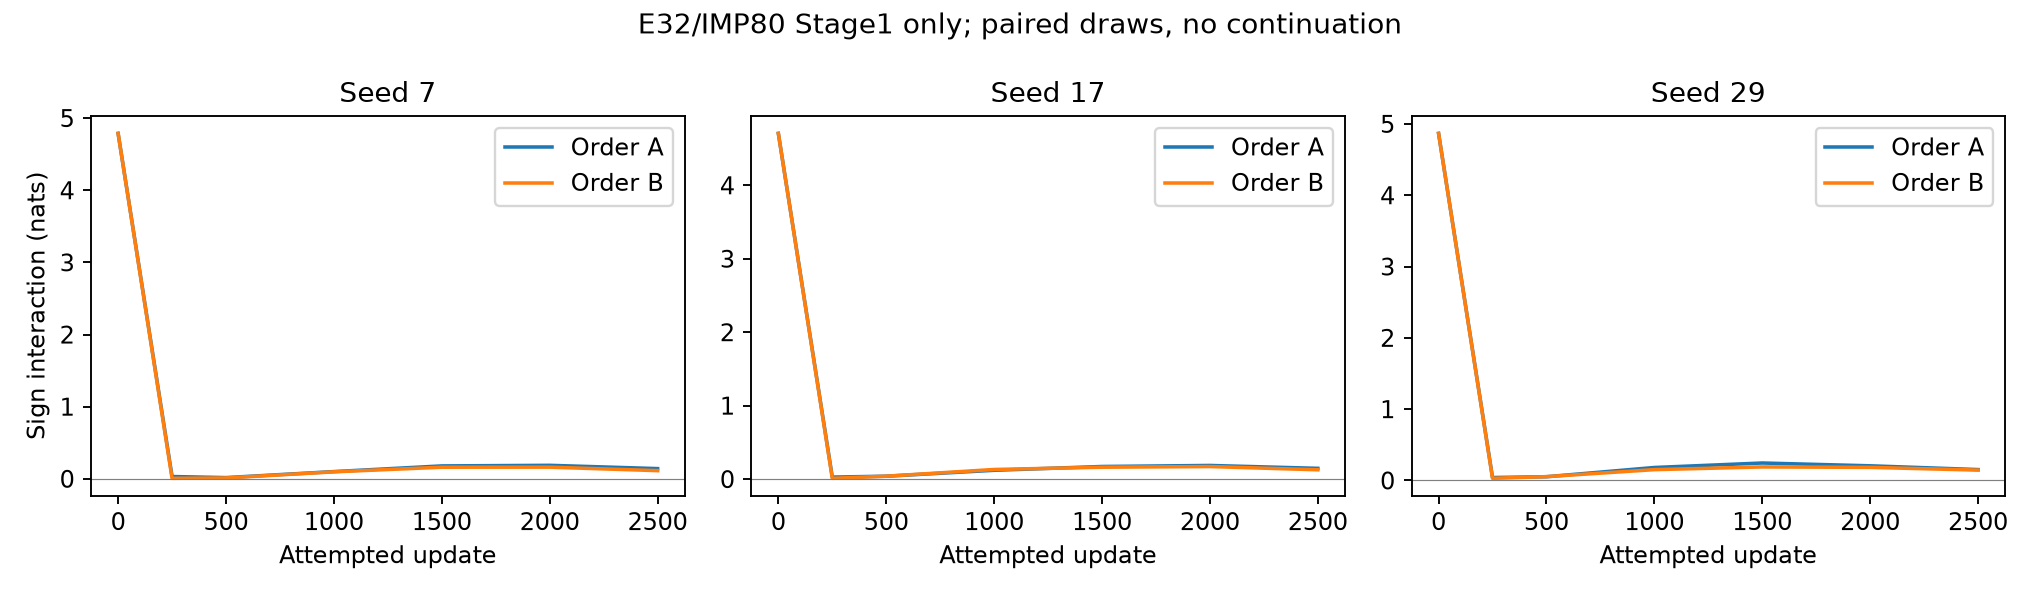 E32/IMP80 Stage1 only; paired draws, no continuation
Seed 7
Sign interaction (nats)
5
4
3
2
1
0
Order A
Order B
0 500 1000 1500 2000 2500
Attempted update
Seed 17
4
3
2
1
0
Order A
Order B
0 500 1000 1500 2000 2500
Attempted update
Seed 29
5
4
3
2
1
0
Order A
Order B
0 500 1000 1500 2000 2500
Attempted update